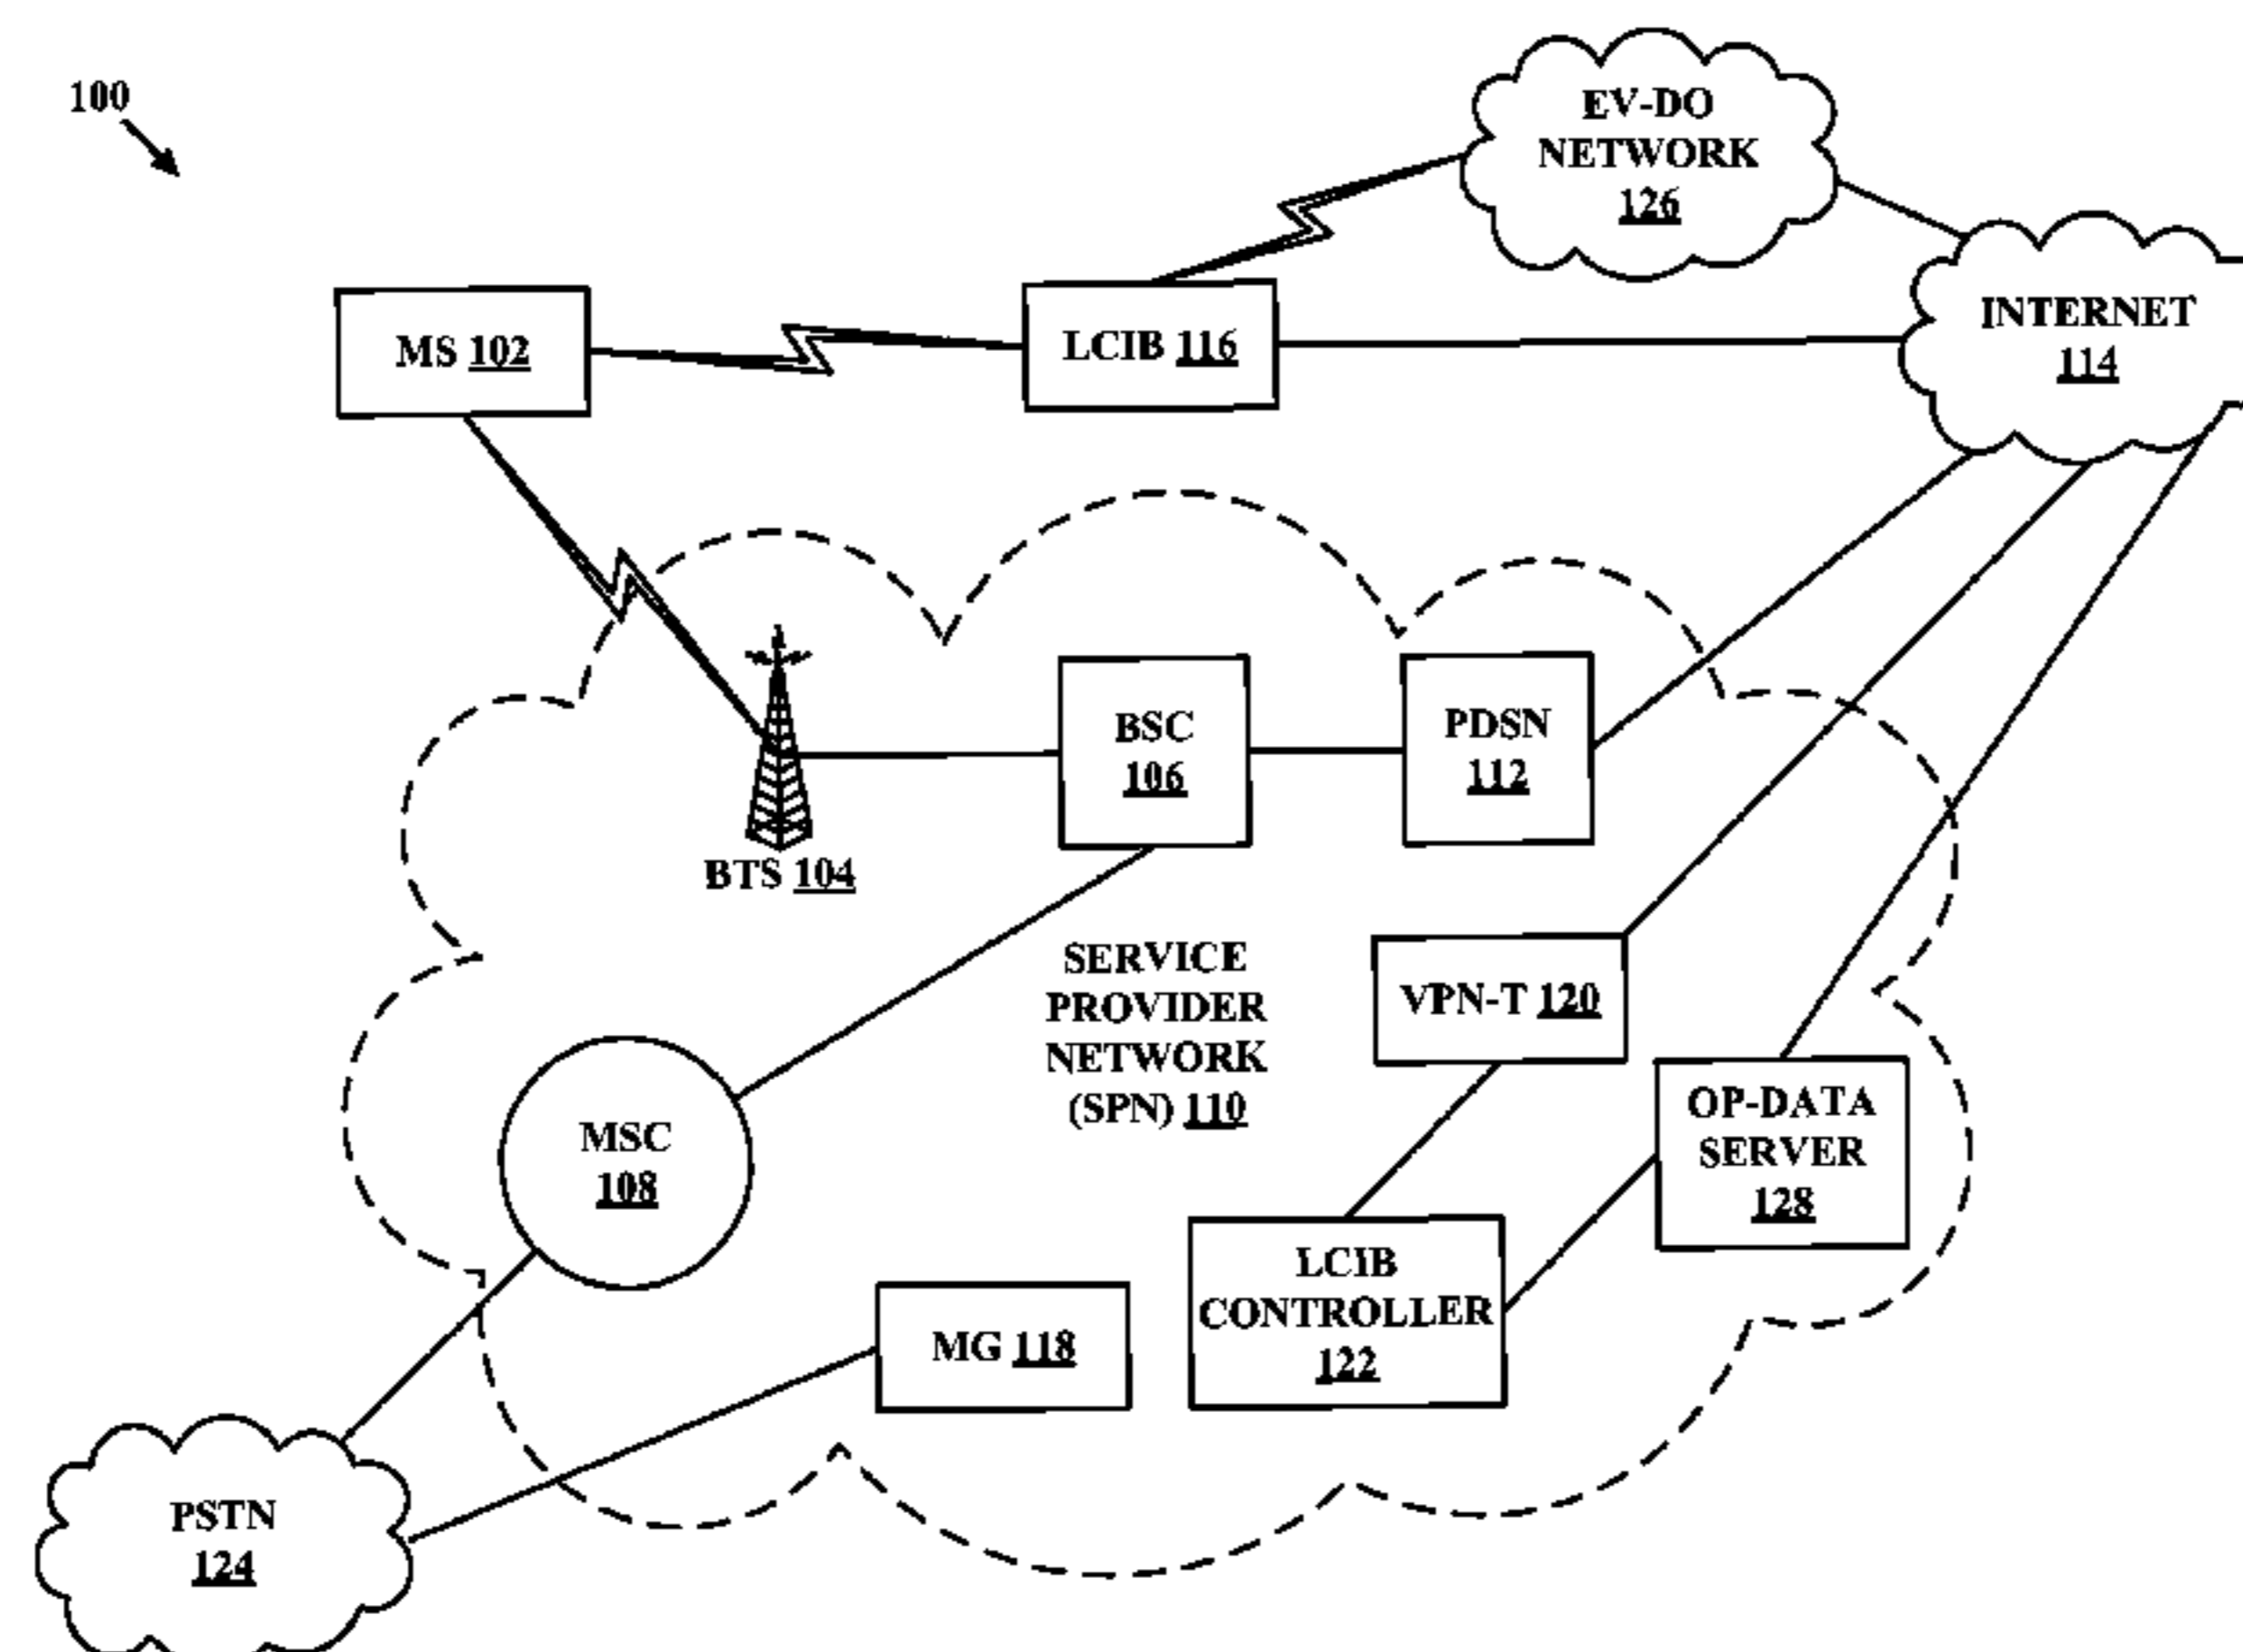 100
EV-DO
NETWORK
126
INTERNET
114
MS 102
LCIB 116
BSC
106
PDSN
112
BTS 104
SERVICE
PROVIDER
NETWORK
(SPN) 110
VPN-T 120
OP-DATA
SERVER
128
MSC
108
LCIB
CONTROLLER
122
MG 118
PSTN
124